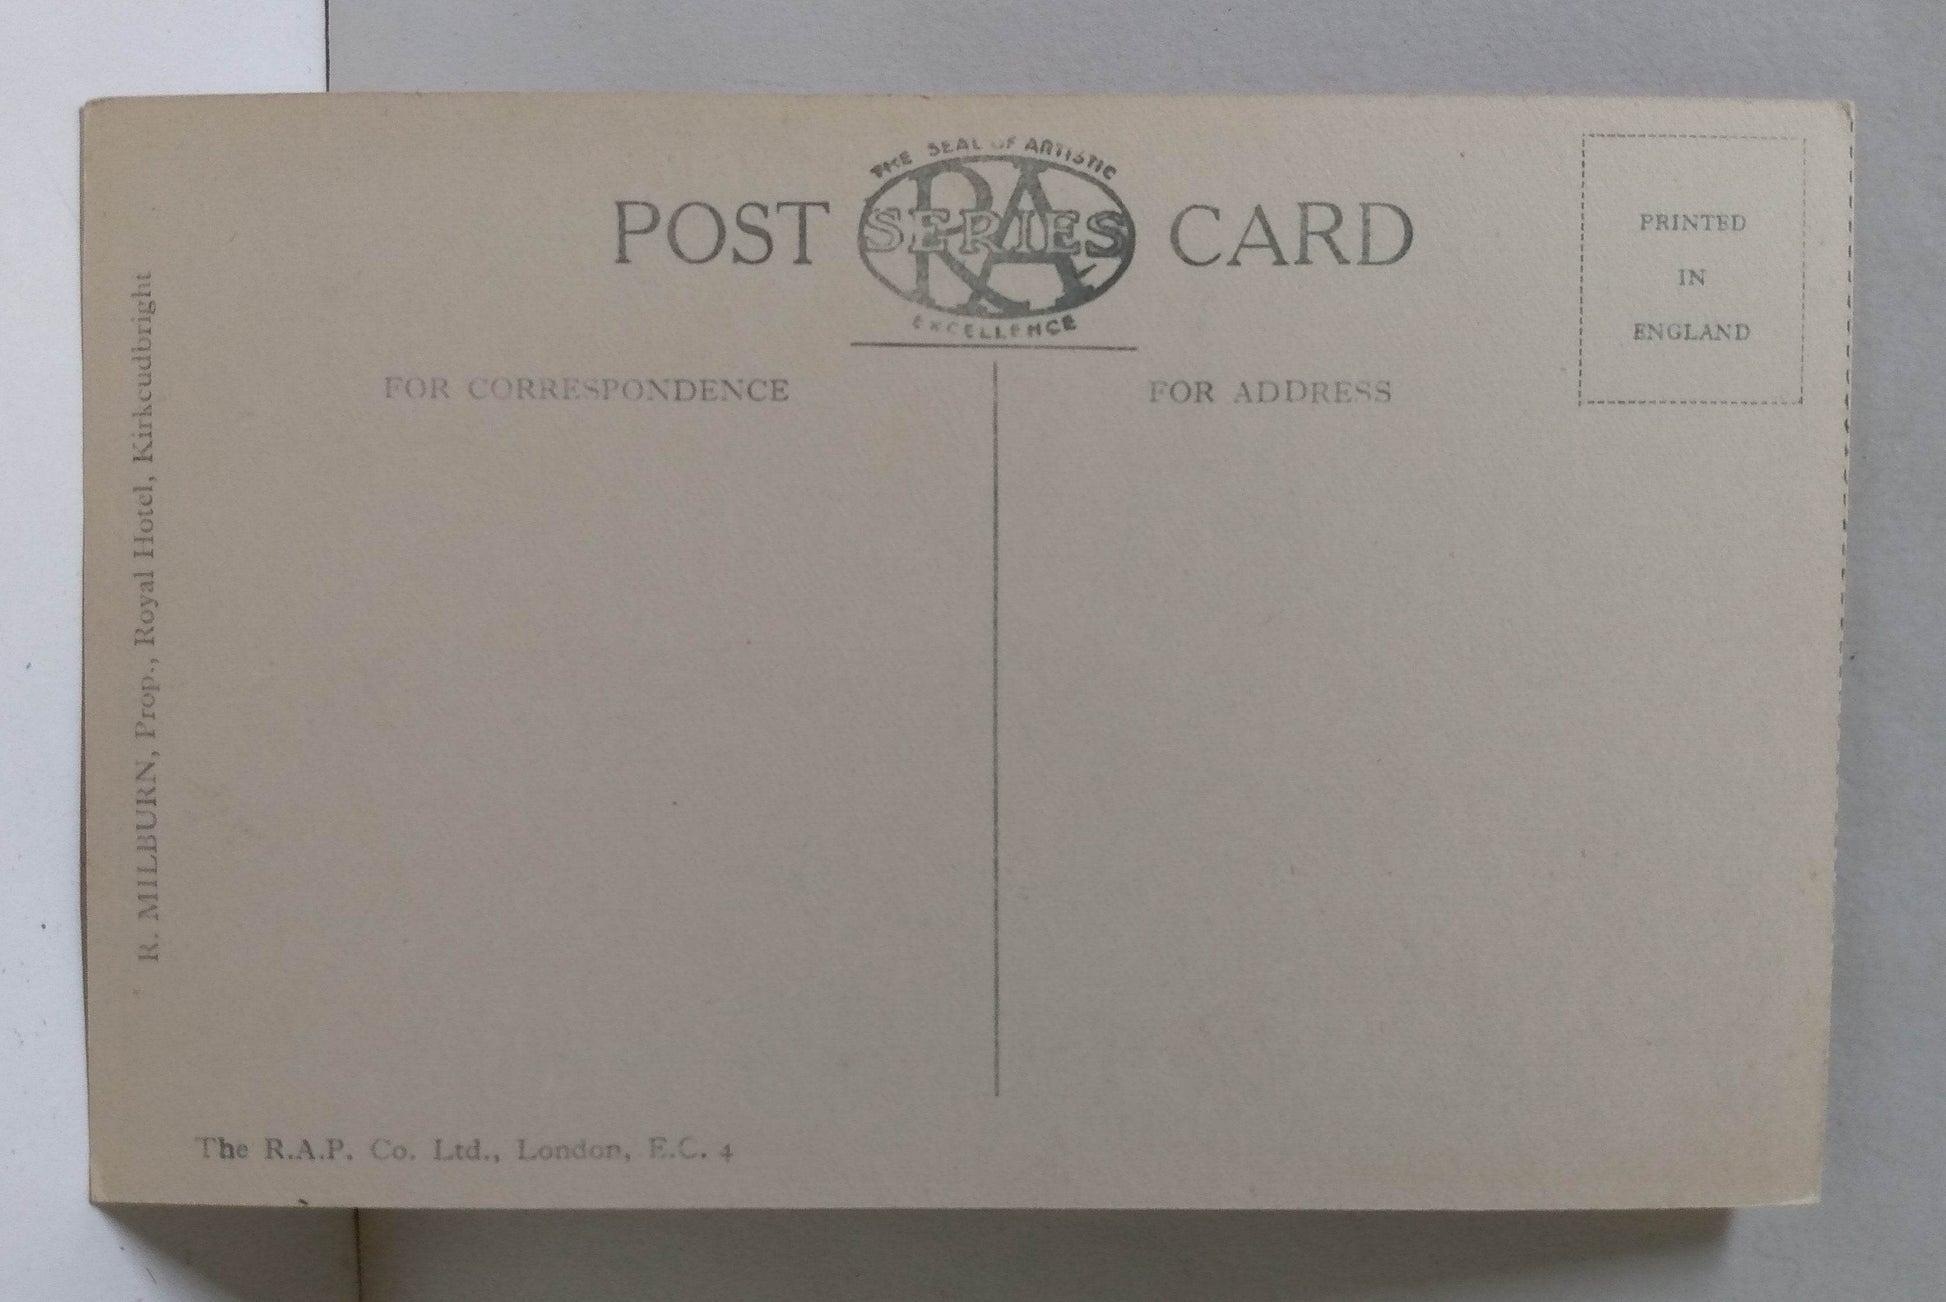 THE SEAL OF ARTISTIC
POST RA SERIES CARD
EXCELLENCE
PRINTED
IN
ENGLAND
FOR CORRESPONDENCE
FOR ADDRESS
R. MILBURN, Prop., Royal Hotel, Kirkcudbright
The R.A.P. Co. Ltd., London, E.C. 4